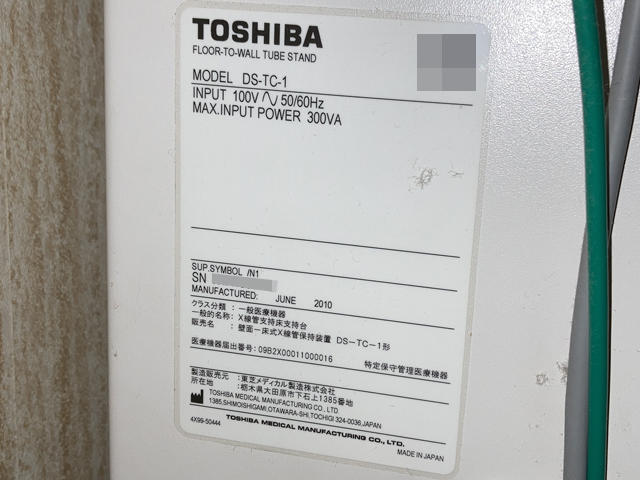 TOSHIBA
FLOOR-TO-WALL TUBE STAND
MODEL DS-TC-1
INPUT 100V 50/60Hz
MAX.INPUT POWER 300VA
SUP.SYMBOL /N1
SN
MANUFACTURED: JUNE 2010
クラス分類：一般医療機器
一般的名称：X線管支持床支持台
販売名：壁面－床式X線管保持装置 DS－TC－1形
医療機器届出番号：09B2X00011000016 特定保守管理医療機器
製造販売元：東芝メディカル製造株式会社
所在地：栃木県大田原市下石上1385番地
TOSHIBA MEDICAL MANUFACTURING CO., LTD.
1385,SHIMOISHIGAMI,OTAWARA-SHI,TOCHIGI 324-0036,JAPAN
4X99-50444 TOSHIBA MEDICAL MANUFACTURING CO., LTD.
MADE IN JAPAN